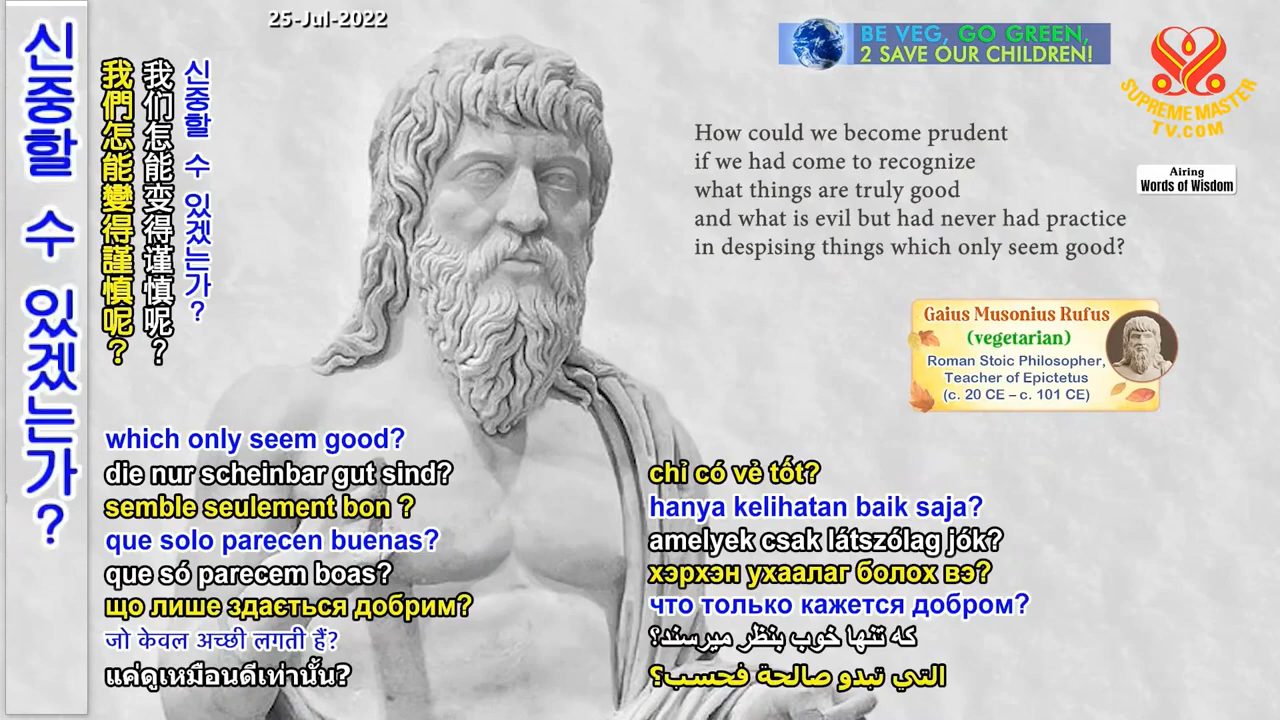 25-Jul-2022
BE VEG, GO GREEN,
2 SAVE OUR CHILDREN!
SUPREME MASTER
TV.COM
Airing
Words of Wisdom
신중할 수 있겠는가?
我們怎能變得謹慎呢？
我们怎能变得谨慎呢？
신중할 수 있겠는가?
How could we become prudent
if we had come to recognize
what things are truly good
and what is evil but had never had practice
in despising things which only seem good?
Gaius Musonius Rufus
(vegetarian)
Roman Stoic Philosopher,
Teacher of Epictetus
(c. 20 CE – c. 101 CE)
which only seem good?
die nur scheinbar gut sind?
semble seulement bon ?
que solo parecen buenas?
que só parecem boas?
що лише здається добрим?
जो केवल अच्छी लगती हैं?
แค่ดูเหมือนดีเท่านั้น?
chỉ có vẻ tốt?
hanya kelihatan baik saja?
amelyek csak látszólag jók?
хэрхэн ухаалаг болох вэ?
что только кажется добром?
که تنها خوب بنظر میرسند؟
التي تبدو صالحة فحسب؟